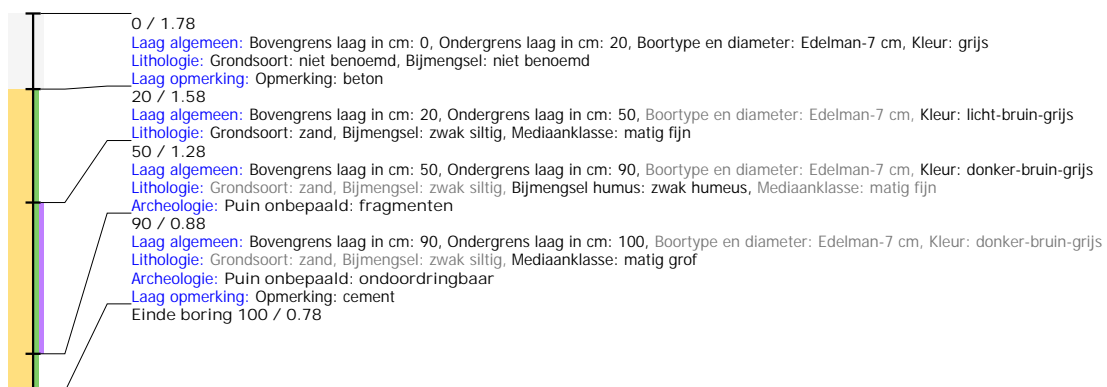 0 / 1.78
Laag algemeen: Bovengrens laag in cm: 0, Ondergrens laag in cm: 20, Boortype en diameter: Edelman-7 cm, Kleur: grijs
Lithologie: Grondsoort: niet benoemd, Bijmengsel: niet benoemd
Laag opmerking: Opmerking: beton
20 / 1.58
Laag algemeen: Bovengrens laag in cm: 20, Ondergrens laag in cm: 50, Boortype en diameter: Edelman-7 cm, Kleur: licht-bruin-grijs
Lithologie: Grondsoort: zand, Bijmengsel: zwak siltig, Mediaanklasse: matig fijn
50 / 1.28
Laag algemeen: Bovengrens laag in cm: 50, Ondergrens laag in cm: 90, Boortype en diameter: Edelman-7 cm, Kleur: donker-bruin-grijs
Lithologie: Grondsoort: zand, Bijmengsel: zwak siltig, Bijmengsel humus: zwak humeus, Mediaanklasse: matig fijn
Archeologie: Puin onbepaald: fragmenten
90 / 0.88
Laag algemeen: Bovengrens laag in cm: 90, Ondergrens laag in cm: 100, Boortype en diameter: Edelman-7 cm, Kleur: donker-bruin-grijs
Lithologie: Grondsoort: zand, Bijmengsel: zwak siltig, Mediaanklasse: matig grof
Archeologie: Puin onbepaald: ondoordringbaar
Laag opmerking: Opmerking: cement
Einde boring 100 / 0.78